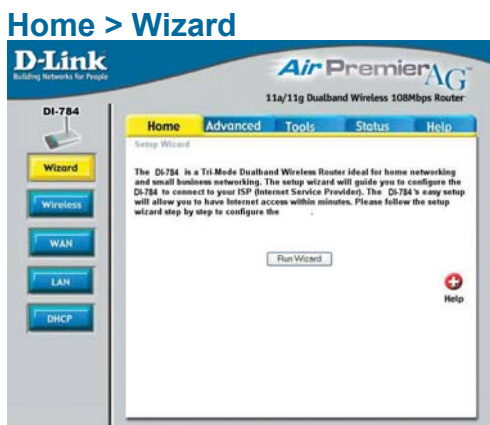 Home > Wizard
D-Link
Building Networks for People
Air PremierAG™
11a/11g Dualband Wireless 108Mbps Router
DI-784
Home Advanced Tools Status Help
Setup Wizard
Wizard
The DI-784 is a Tri-Mode Dualband Wireless Router ideal for home networking
and small business networking. The setup wizard will guide you to configure the
DI-784 to connect to your ISP (Internet Service Provider). The DI-784's easy setup
will allow you to have Internet access within minutes. Please follow the setup
wizard step by step to configure the .
Wireless
WAN
Run Wizard
LAN
Help
DHCP